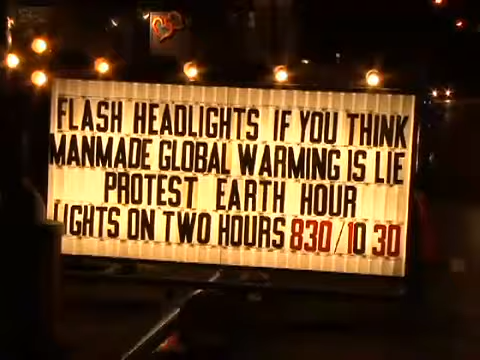 FLASH HEADLIGHTS IF YOU THINK
MANMADE GLOBAL WARMING IS LIE
PROTEST EARTH HOUR
LIGHTS ON TWO HOURS 830/10 30